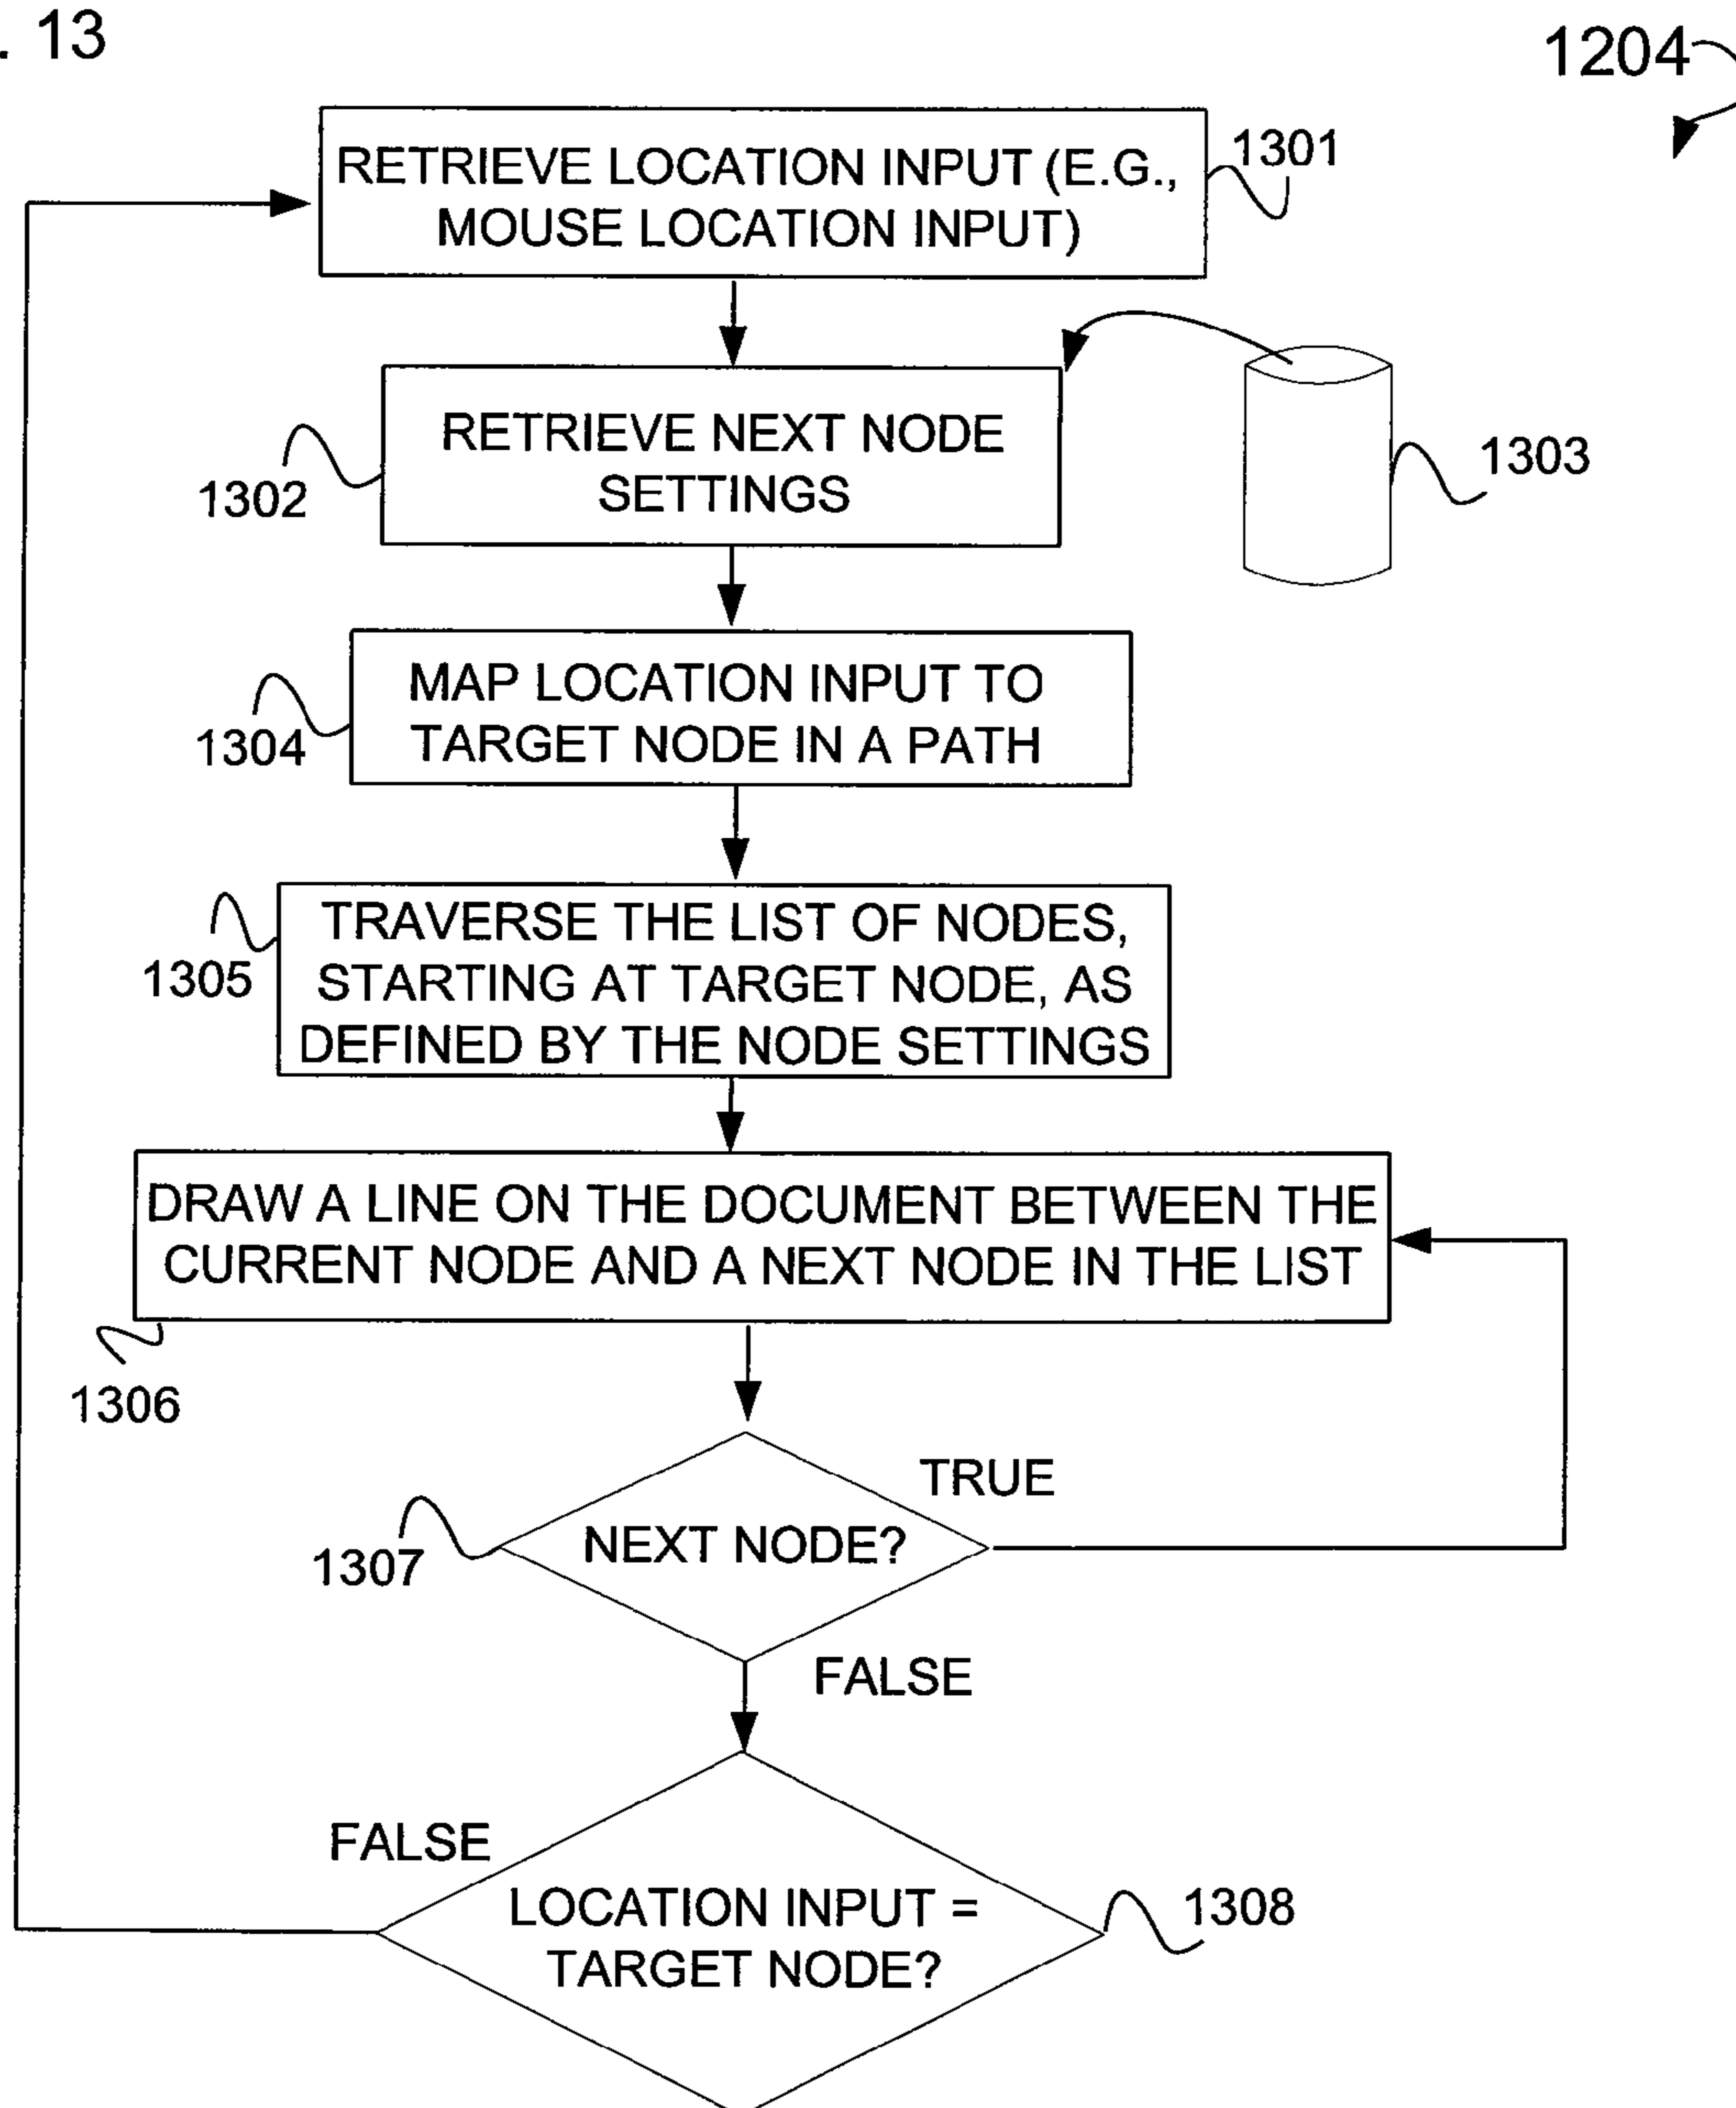 . 13
1204
RETRIEVE LOCATION INPUT (E.G.,
MOUSE LOCATION INPUT)
1301
RETRIEVE NEXT NODE
SETTINGS
1302
1303
MAP LOCATION INPUT TO
TARGET NODE IN A PATH
1304
TRAVERSE THE LIST OF NODES,
STARTING AT TARGET NODE, AS
DEFINED BY THE NODE SETTINGS
1305
DRAW A LINE ON THE DOCUMENT BETWEEN THE
CURRENT NODE AND A NEXT NODE IN THE LIST
1306
TRUE
NEXT NODE?
1307
FALSE
FALSE
LOCATION INPUT =
TARGET NODE?
1308